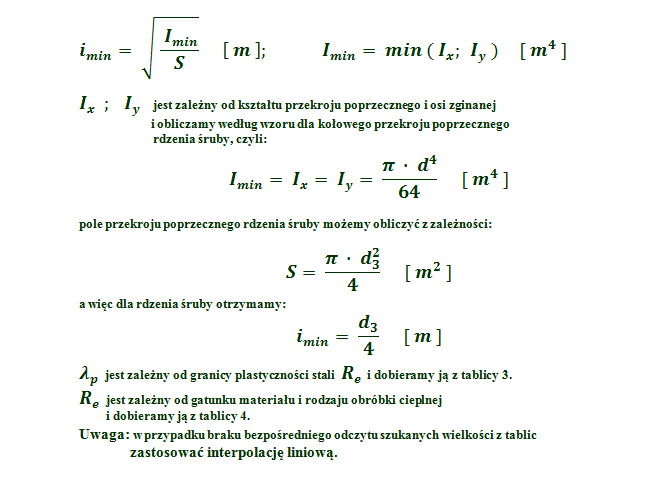 i_min = √(I_min / S) [ m ]; I_min = min ( I_x; I_y ) [ m⁴ ]
I_x ; I_y jest zależny od kształtu przekroju poprzecznego i osi zginanej
i obliczamy według wzoru dla kołowego przekroju poprzecznego
rdzenia śruby, czyli:
I_min = I_x = I_y = (π · d⁴) / 64 [ m⁴ ]
pole przekroju poprzecznego rdzenia śruby możemy obliczyć z zależności:
S = (π · d₃²) / 4 [ m² ]
a więc dla rdzenia śruby otrzymamy:
i_min = d₃ / 4 [ m ]
λ_p jest zależny od granicy plastyczności stali R_e i dobieramy ją z tablicy 3.
R_e jest zależny od gatunku materiału i rodzaju obróbki cieplnej
i dobieramy ją z tablicy 4.
Uwaga: w przypadku braku bezpośredniego odczytu szukanych wielkości z tablic
zastosować interpolację liniową.